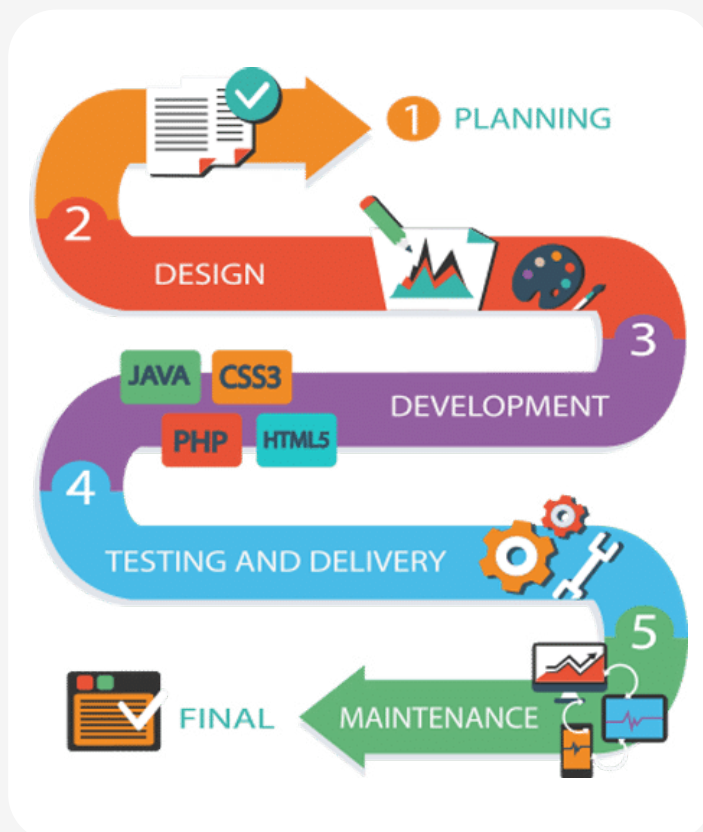 1 PLANNING
2
DESIGN
3
JAVA CSS3
DEVELOPMENT
PHP HTML5
4
TESTING AND DELIVERY
5
FINAL MAINTENANCE